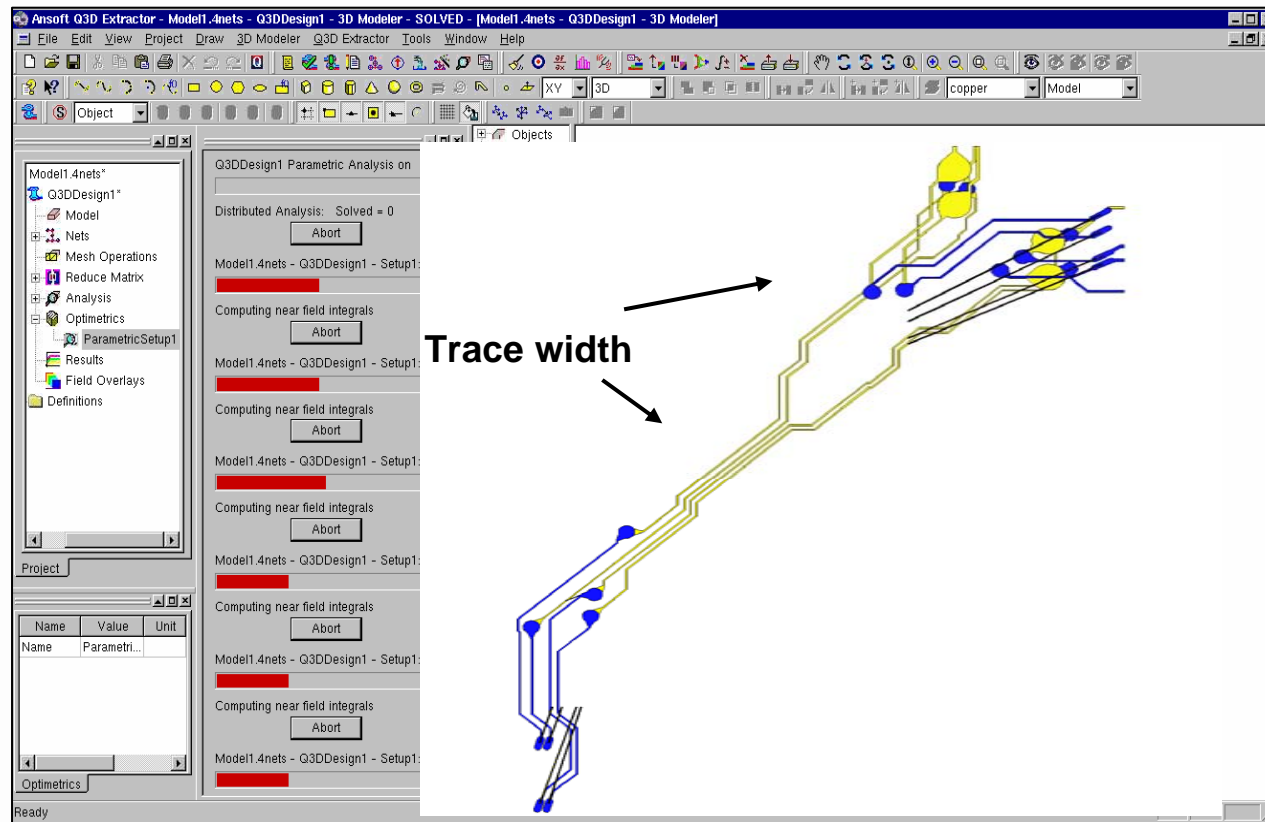 Ansoft Q3D Extractor - Model1.4nets - Q3DDesign1 - 3D Modeler - SOLVED - [Model1.4nets - Q3DDesign1 - 3D Modeler]
File Edit View Project Draw 3D Modeler Q3D Extractor Tools Window Help
XY 3D copper Model
Object
Objects
Model1.4nets*
Q3DDesign1*
Model
Nets
Mesh Operations
Reduce Matrix
Analysis
Optimetrics
ParametricSetup1
Results
Field Overlays
Definitions
Project
Name Value Unit
Name Parametri...
Optimetrics
Q3DDesign1 Parametric Analysis on
Distributed Analysis: Solved = 0
Abort
Model1.4nets - Q3DDesign1 - Setup1:
Computing near field integrals
Abort
Model1.4nets - Q3DDesign1 - Setup1:
Computing near field integrals
Abort
Model1.4nets - Q3DDesign1 - Setup1:
Computing near field integrals
Abort
Model1.4nets - Q3DDesign1 - Setup1:
Computing near field integrals
Abort
Model1.4nets - Q3DDesign1 - Setup1:
Computing near field integrals
Abort
Model1.4nets - Q3DDesign1 - Setup1:
Trace width
Ready